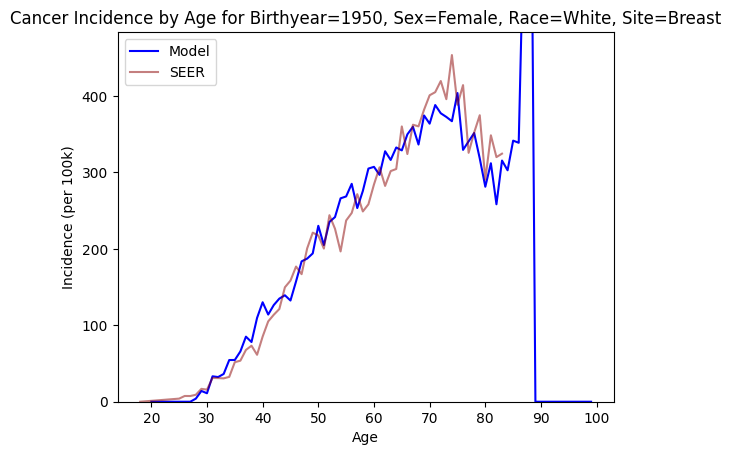 Cancer Incidence by Age for Birthyear=1950, Sex=Female, Race=White, Site=Breast
Model
SEER
400
300
200
100
0
Incidence (per 100k)
20 30 40 50 60 70 80 90 100
Age